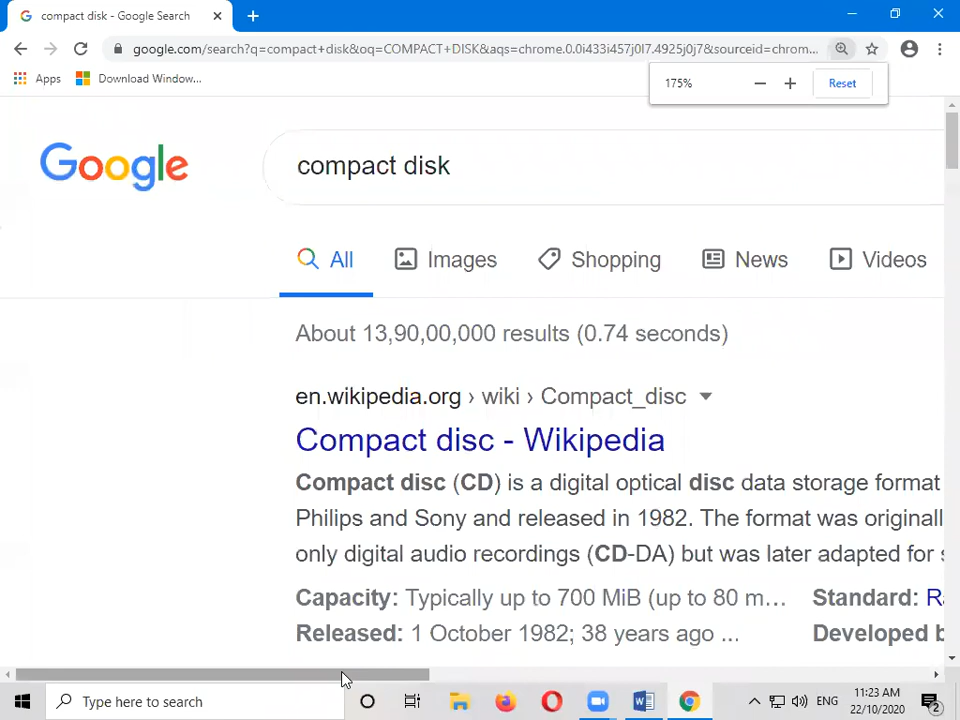 compact disk - Google Search
google.com/search?q=compact+disk&oq=COMPACT+DISK&aqs=chrome.0.0i433i457j0l7.4925j0j7&sourceid=chrom...
Apps Download Window...
175% Reset
Google compact disk
All Images Shopping News Videos
About 13,90,00,000 results (0.74 seconds)
en.wikipedia.org › wiki › Compact_disc
Compact disc - Wikipedia
Compact disc (CD) is a digital optical disc data storage format
Philips and Sony and released in 1982. The format was originall
only digital audio recordings (CD-DA) but was later adapted for s
Capacity: Typically up to 700 MiB (up to 80 m... Standard: Ra
Released: 1 October 1982; 38 years ago ... Developed b
Type here to search ENG 11:23 AM
22/10/2020 2